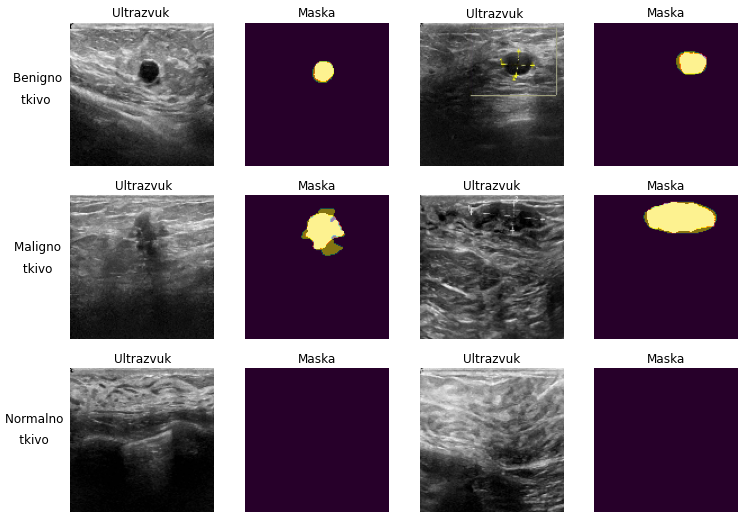 Ultrazvuk Maska Ultrazvuk Maska
Benigno
tkivo
Ultrazvuk Maska Ultrazvuk Maska
Maligno
tkivo
Ultrazvuk Maska Ultrazvuk Maska
Normalno
tkivo